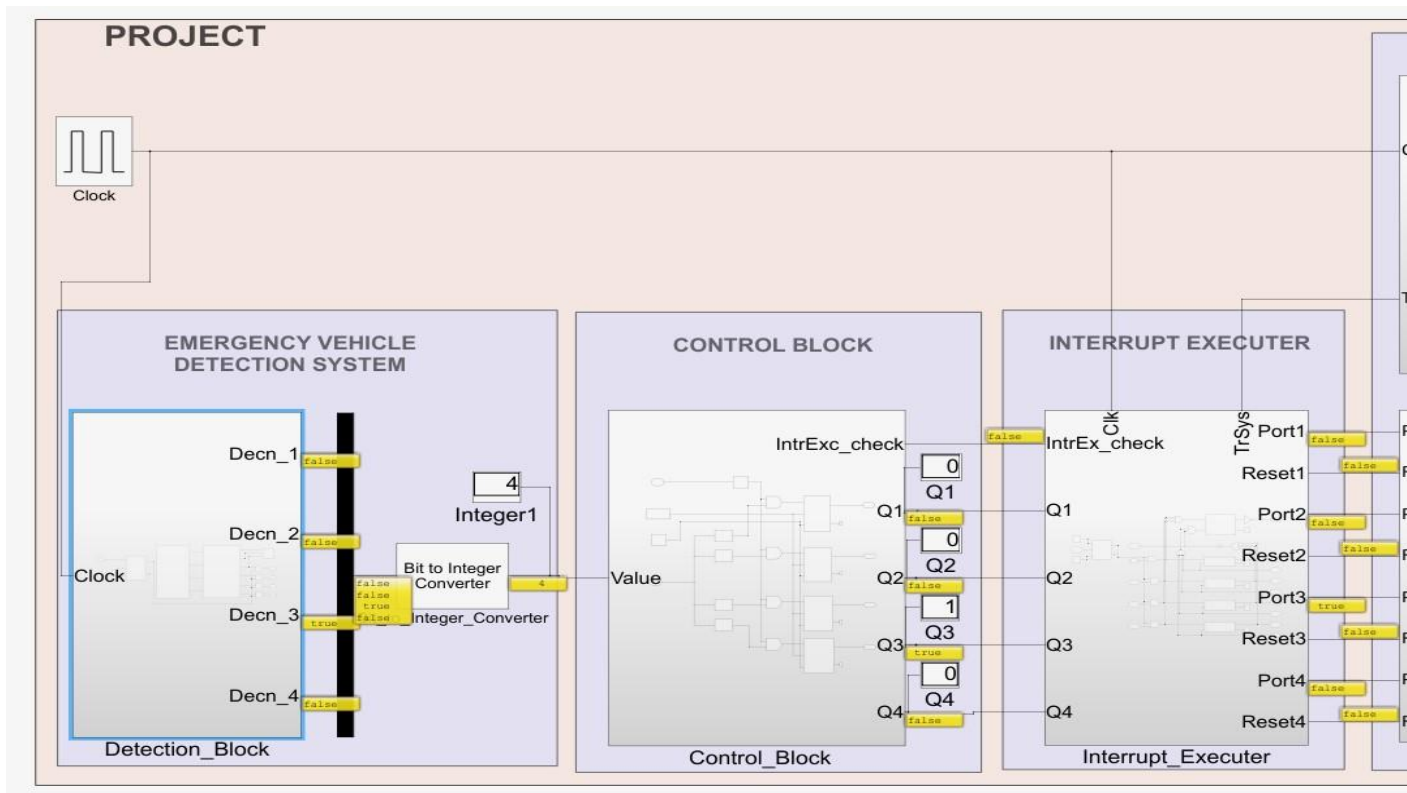 PROJECT
Clock
EMERGENCY VEHICLE
DETECTION SYSTEM
Clock
Decn_1
false
Decn_2
false
Decn_3
true
Decn_4
false
Detection_Block
false
false
true
false
4
Integer1
Bit to Integer
Converter
_Integer_Converter
4
CONTROL BLOCK
Value
IntrExc_check
false
0
Q1
Q1
false
0
Q2
Q2
false
1
Q3
Q3
true
0
Q4
Q4
false
Control_Block
INTERRUPT EXECUTER
Clk
TrSys
IntrEx_check
Q1
Q2
Q3
Q4
Port1
false
Reset1
false
Port2
false
Reset2
false
Port3
true
Reset3
false
Port4
false
Reset4
false
Interrupt_Executer